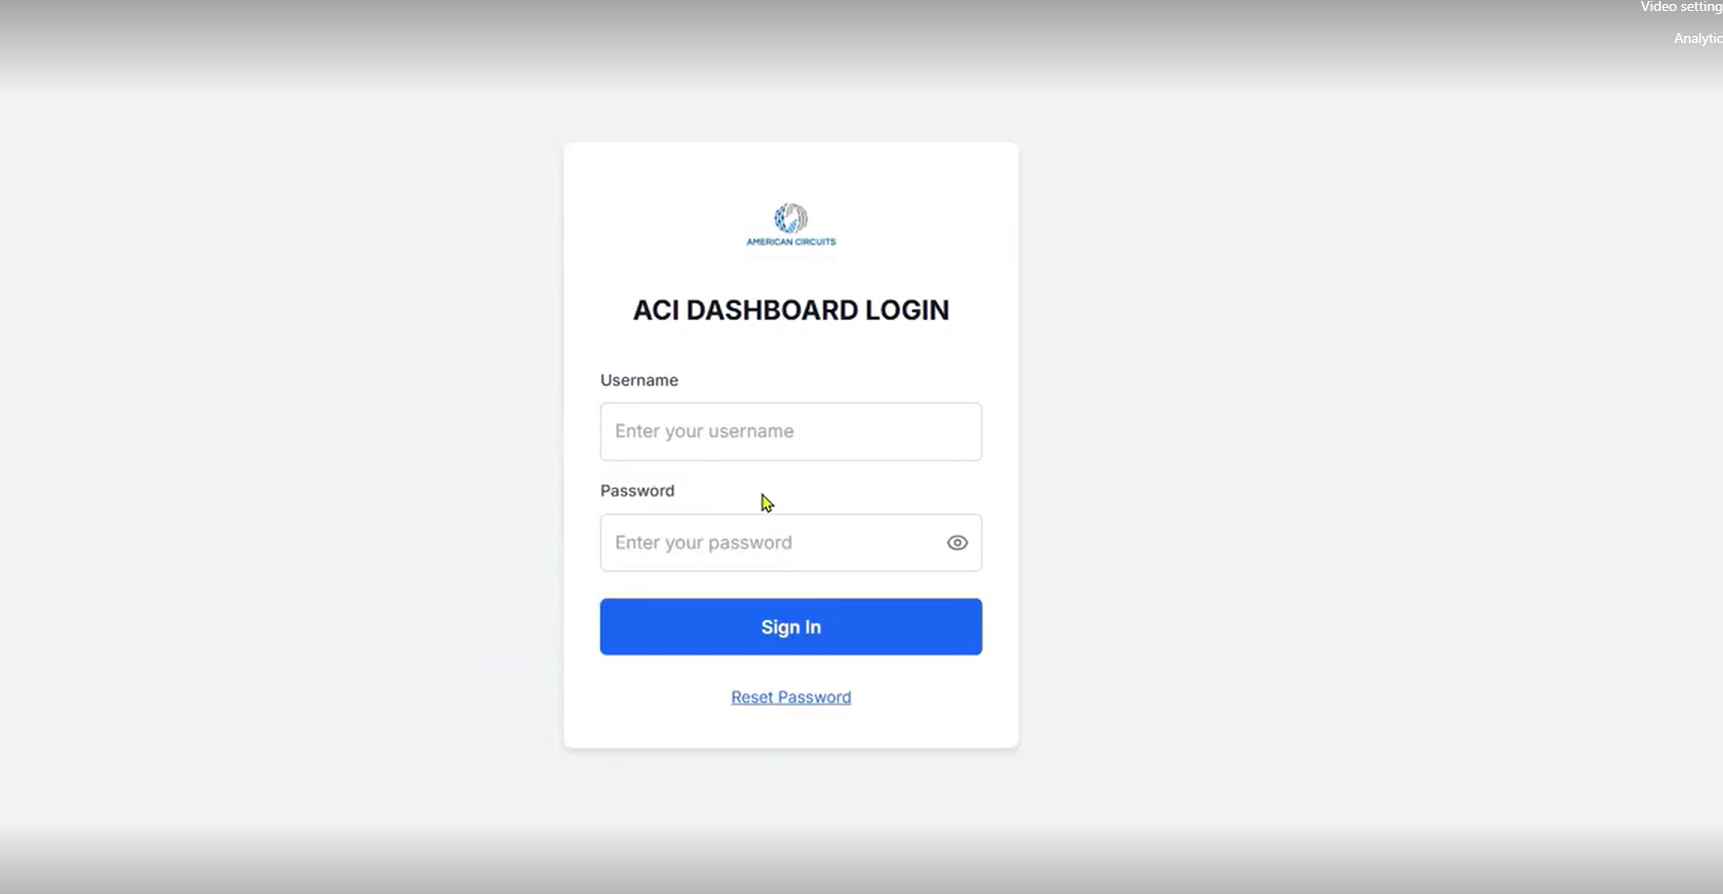 Video setting
Analytic
AMERICAN CIRCUITS
ACI DASHBOARD LOGIN
Username
Enter your username
Password
Enter your password
Sign In
Reset Password